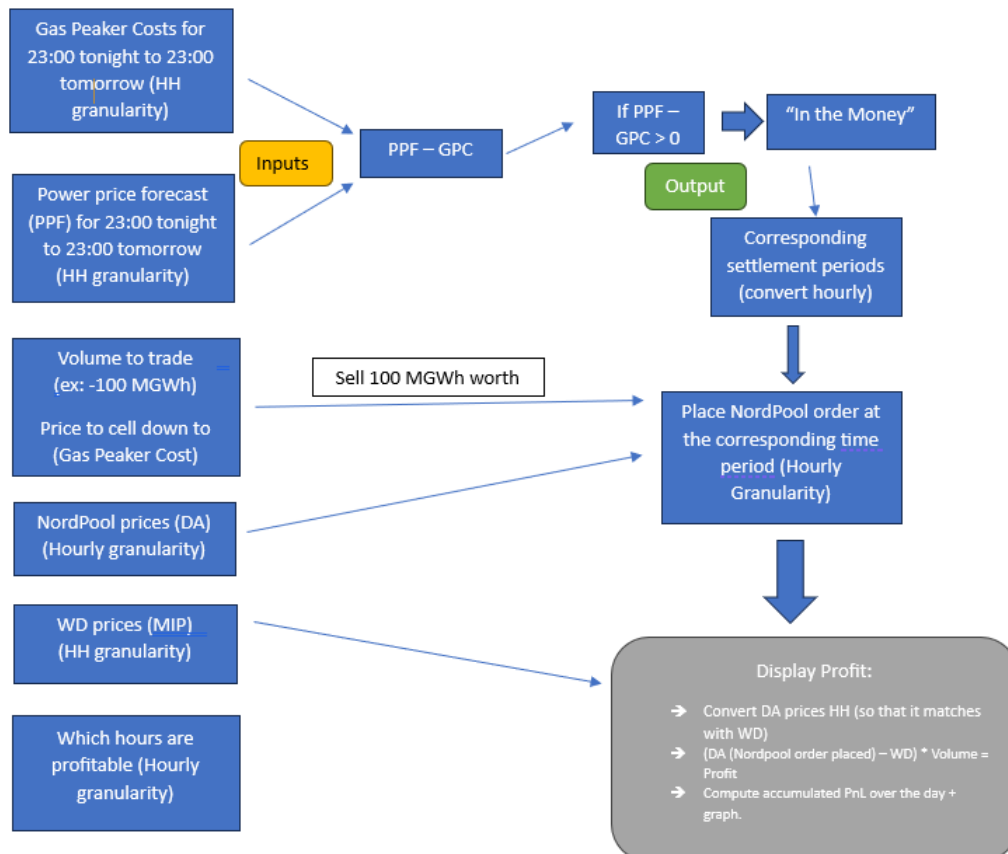 Gas Peaker Costs for
23:00 tonight to 23:00
tomorrow (HH
granularity)
Inputs
Power price forecast
(PPF) for 23:00 tonight
to 23:00 tomorrow
(HH granularity)
PPF – GPC
If PPF –
GPC > 0
“In the Money”
Output
Corresponding
settlement periods
(convert hourly)
Volume to trade
(ex: -100 MGWh)
Price to cell down to
(Gas Peaker Cost)
Sell 100 MGWh worth
Place NordPool order at
the corresponding time
period (Hourly
Granularity)
NordPool prices (DA)
(Hourly granularity)
WD prices (MIP)
(HH granularity)
Which hours are
profitable (Hourly
granularity)
Display Profit:
➔ Convert DA prices HH (so that it matches
with WD)
➔ (DA (Nordpool order placed) – WD) * Volume =
Profit
➔ Compute accumulated PnL over the day +
graph.